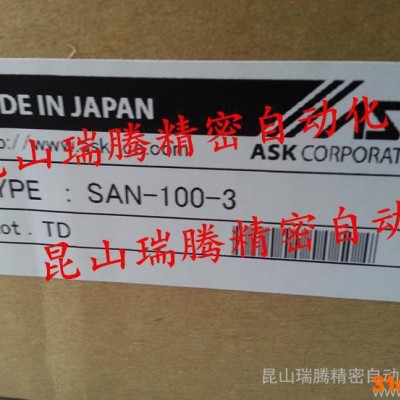 DE IN JAPAN
昆山瑞腾精密自动化
ASK CORPORAT
YPE : SAN-100-3
ot. TD
昆山瑞腾精密自动
昆山瑞腾精密自动